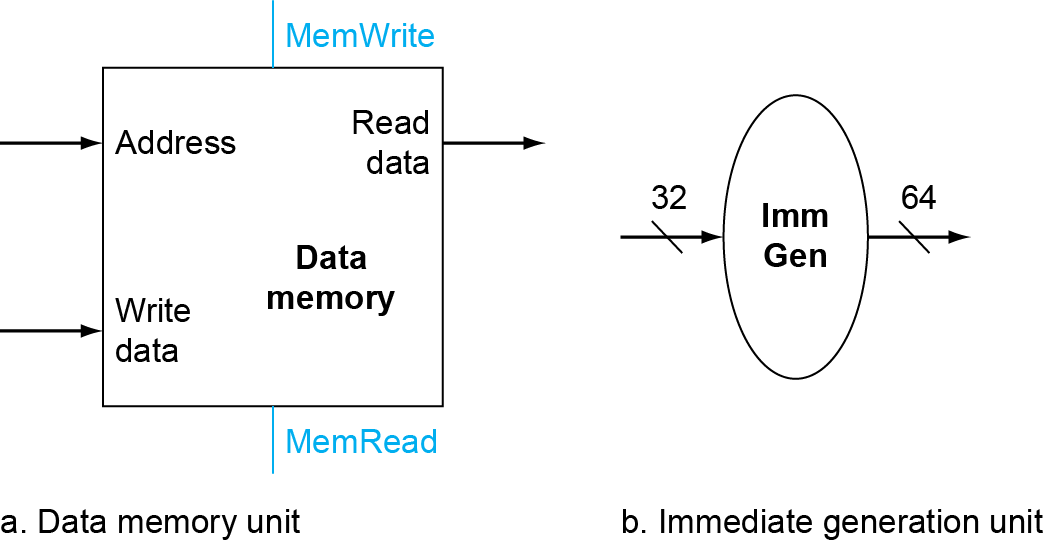 MemWrite
Address
Read
data
Data
memory
Write
data
MemRead
a. Data memory unit
32
Imm
Gen
64
b. Immediate generation unit